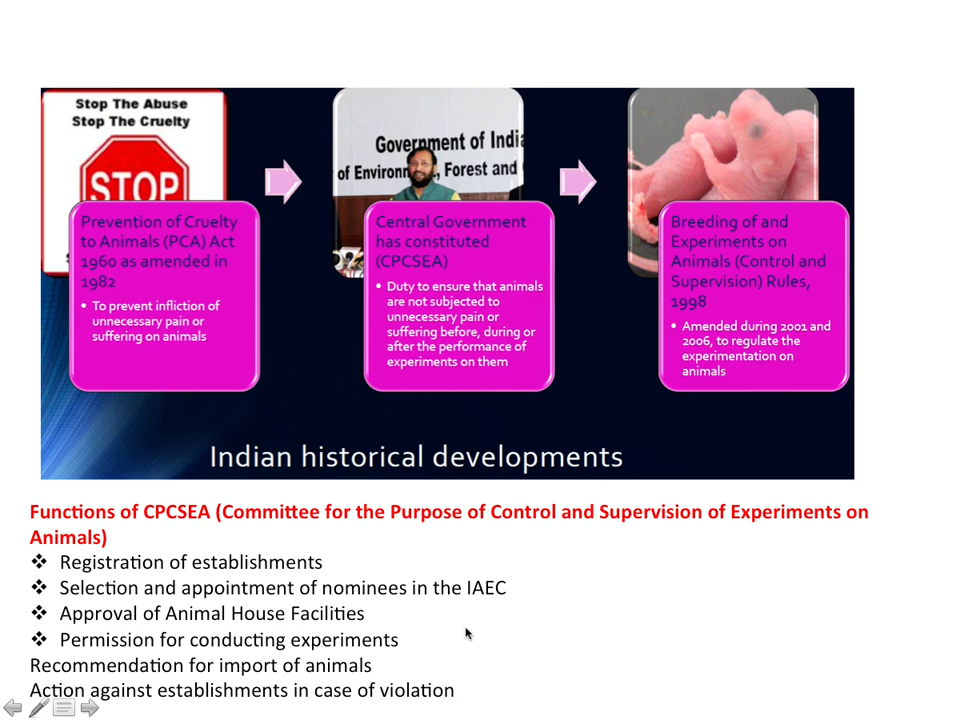 Stop The Abuse
Stop The Cruelty
STOP
Prevention of Cruelty
to Animals (PCA) Act
1960 as amended in
1982
• To prevent infliction of
unnecessary pain or
suffering on animals
Government of India
of Environ , Forest and
Central Government
has constituted
(CPCSEA)
• Duty to ensure that animals
are not subjected to
unnecessary pain or
suffering before, during or
after the performance of
experiments on them
Breeding of and
Experiments on
Animals (Control and
Supervision) Rules,
1998
• Amended during 2001 and
2006, to regulate the
experimentation on
animals
Indian historical developments
Functions of CPCSEA (Committee for the Purpose of Control and Supervision of Experiments on
Animals)
❖ Registration of establishments
❖ Selection and appointment of nominees in the IAEC
❖ Approval of Animal House Facilities
❖ Permission for conducting experiments
Recommendation for import of animals
Action against establishments in case of violation